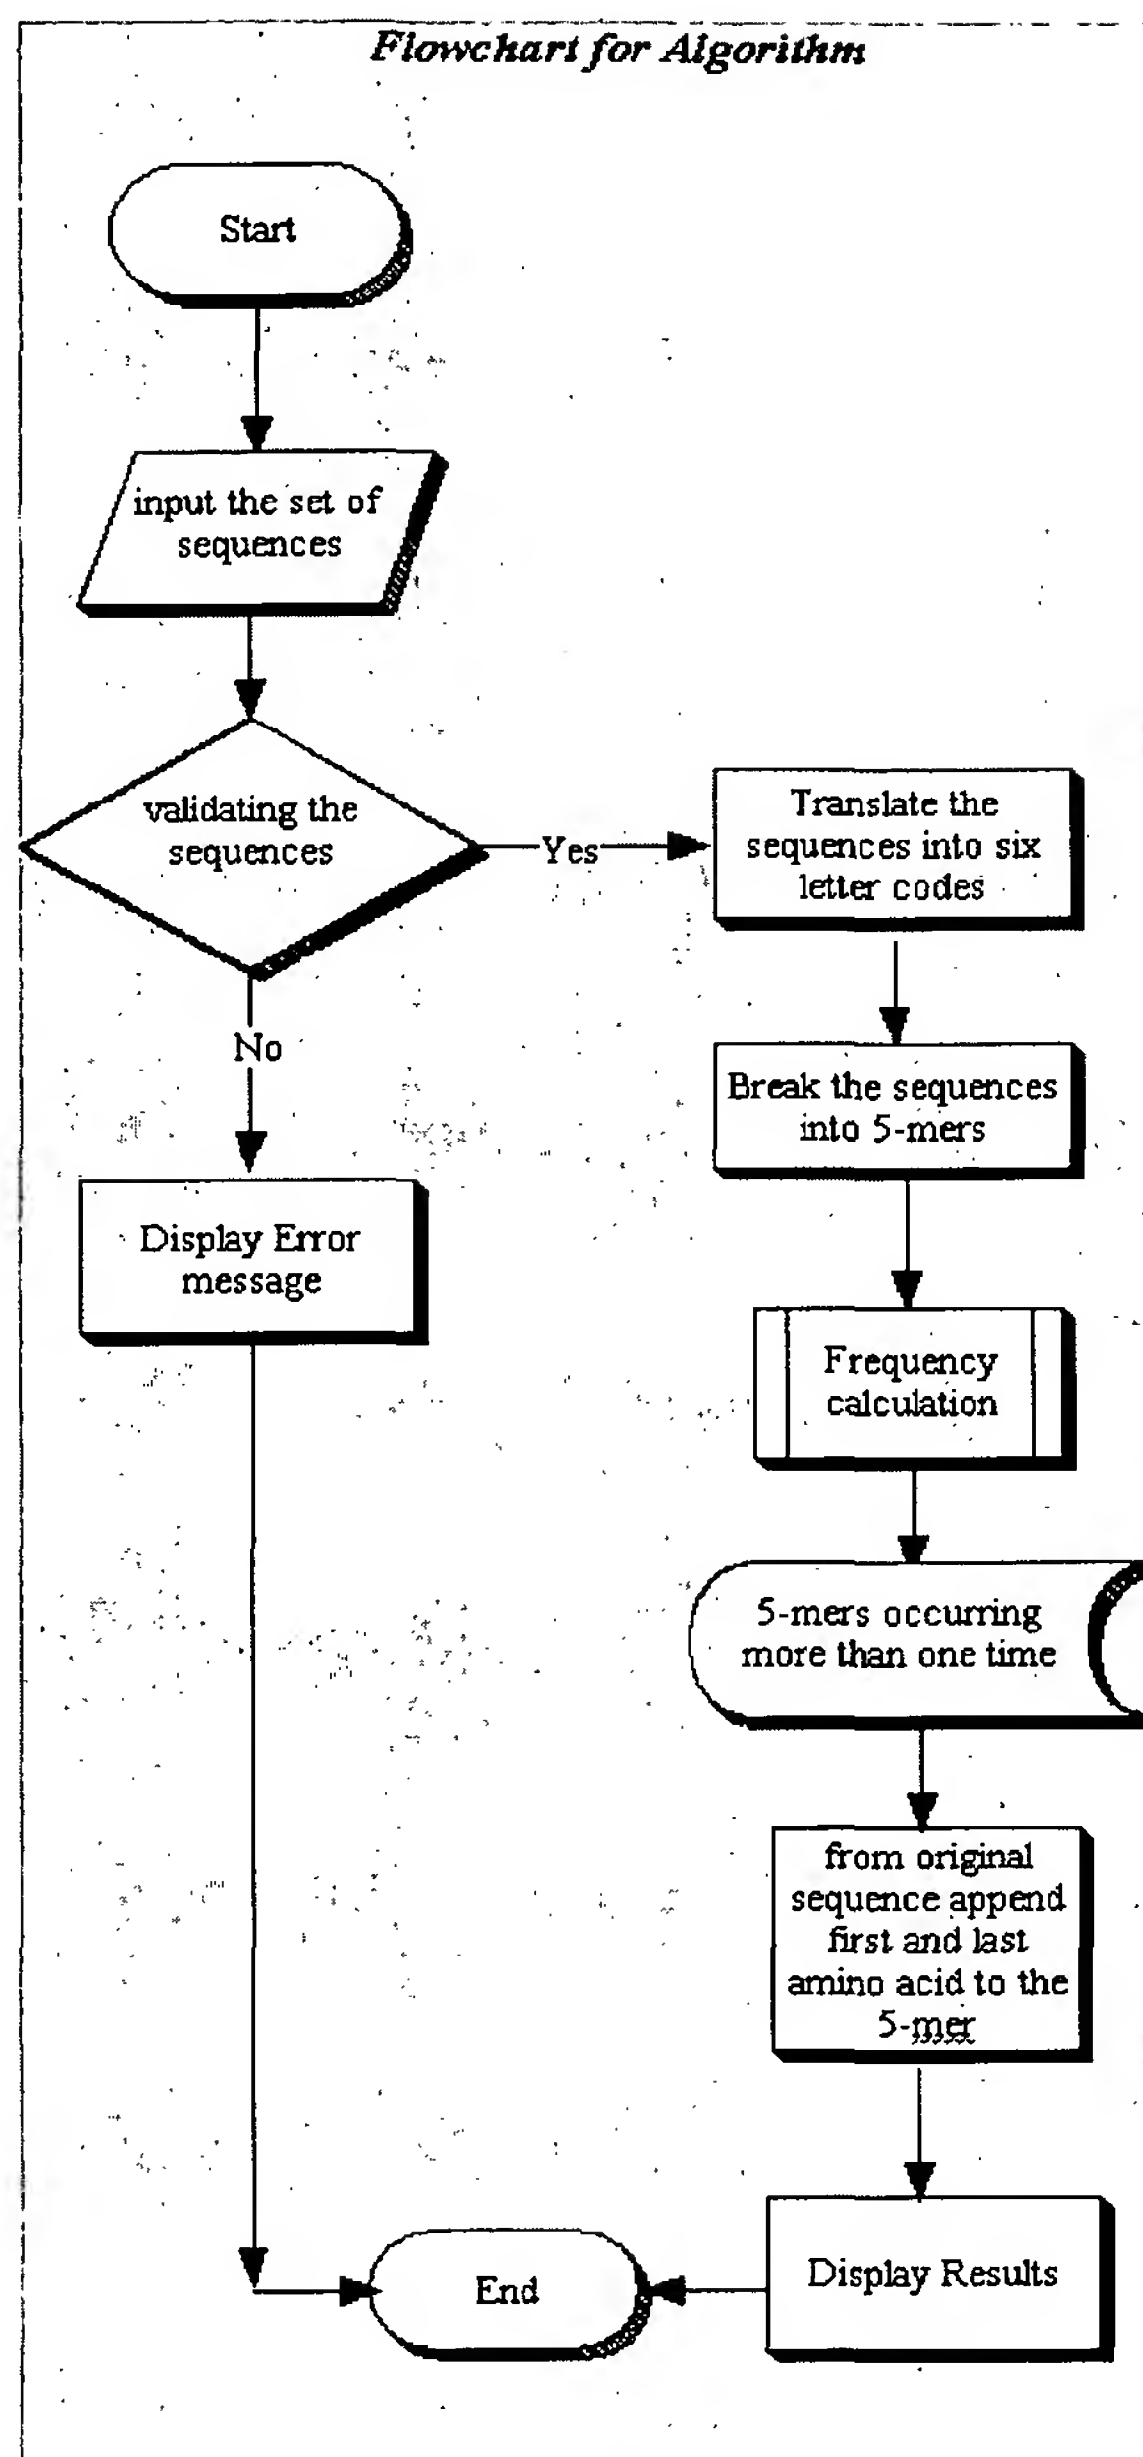 Flowchart for Algorithm
Start
input the set of
sequences
validating the
sequences
Yes
Translate the
sequences into six
letter codes
No
Break the sequences
into 5-mers
Display Error
message
Frequency
calculation
5-mers occurring
more than one time
from original
sequence append
first and last
amino acid to the
5-mer
Display Results
End